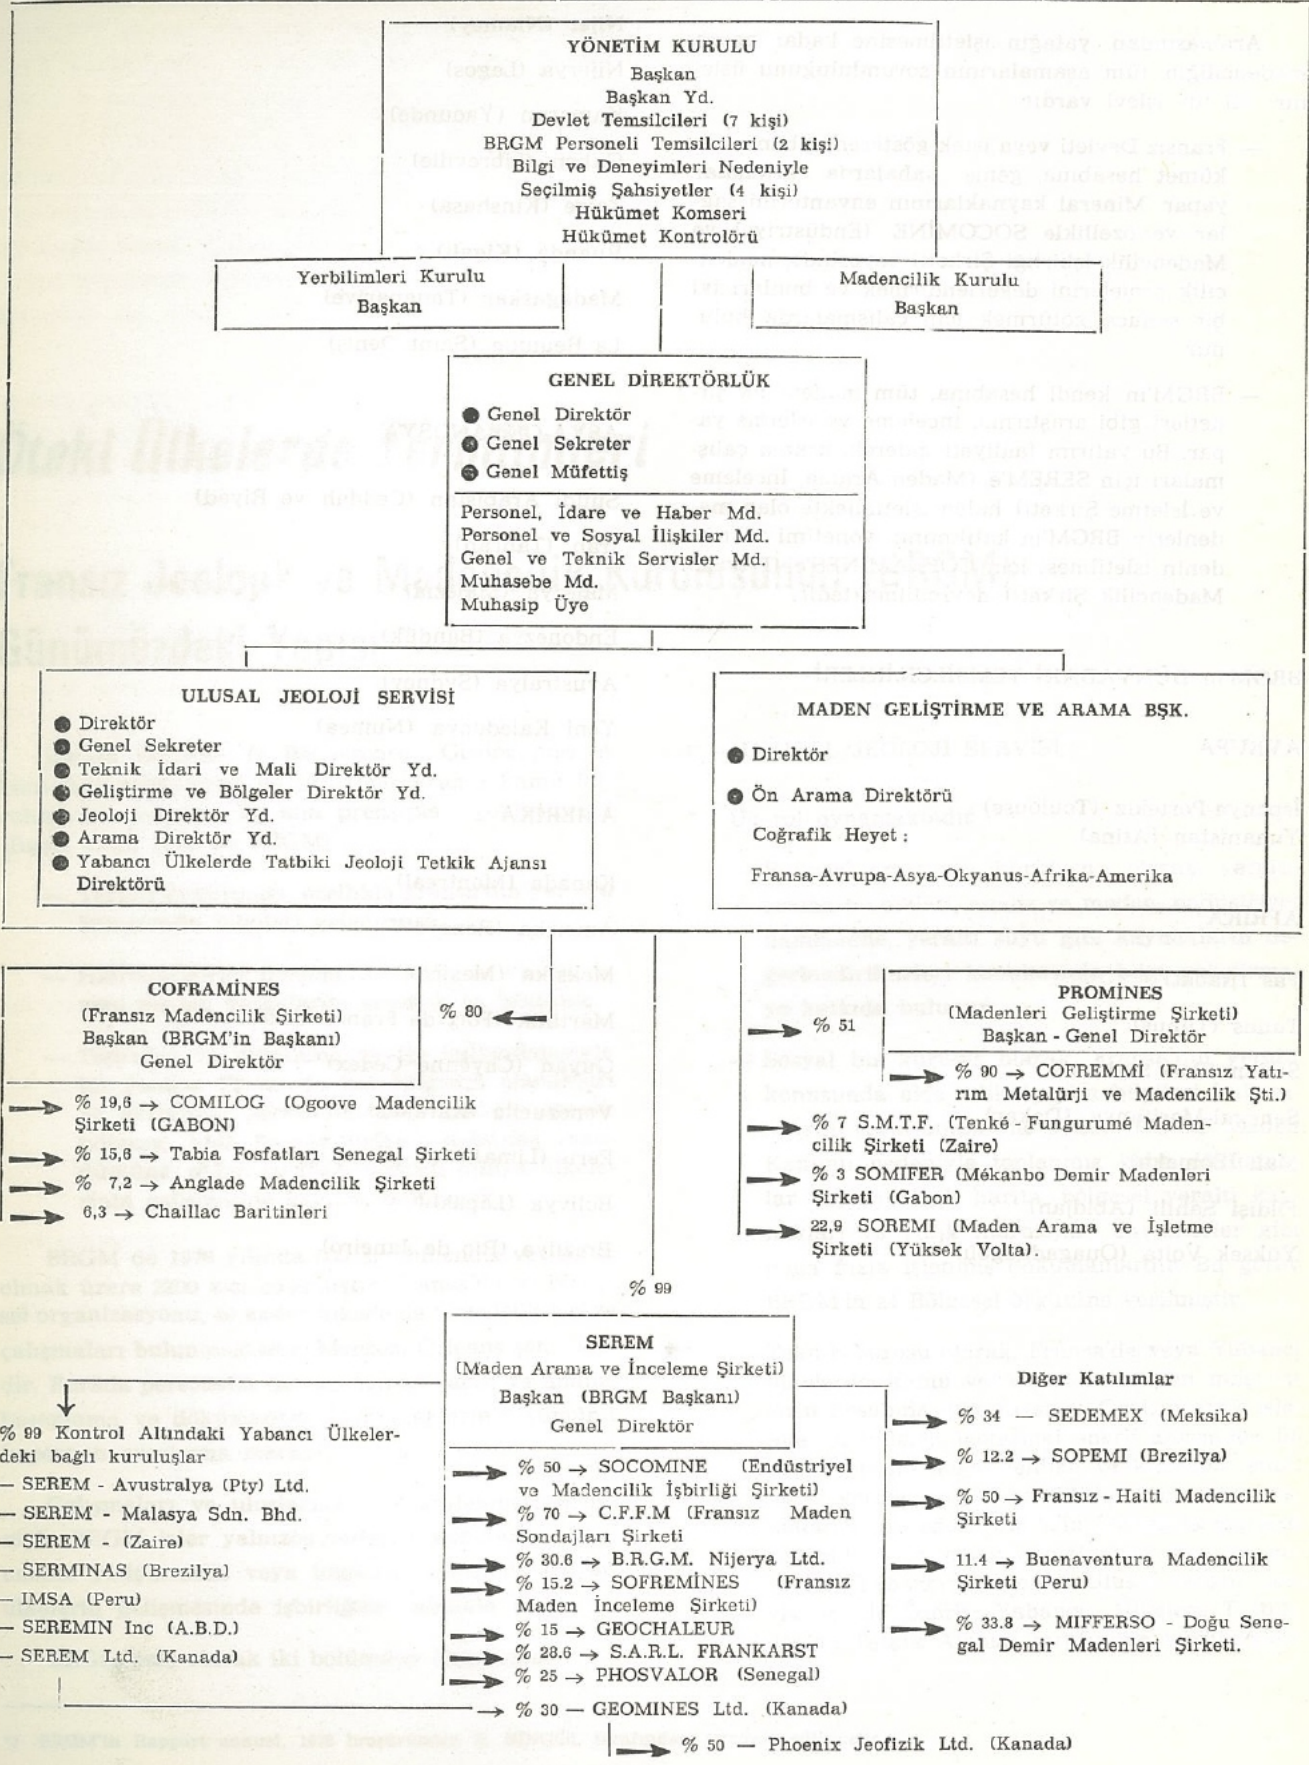 YÖNETİM KURULU
Başkan
Başkan Yd.
Devlet Temsilcileri (7 kişi)
BRGM Personeli Temsilcileri (2 kişi)
Bilgi ve Deneyimleri Nedeniyle
Seçilmiş Şahsiyetler (4 kişi)
Hükümet Komseri
Hükümet Kontrolörü
Yerbilimleri Kurulu
Başkan
Madencilik Kurulu
Başkan
GENEL DİREKTÖRLÜK
Genel Direktör
Genel Sekreter
Genel Müfettiş
Personel, İdare ve Haber Md.
Personel ve Sosyal İlişkiler Md.
Genel ve Teknik Servisler Md.
Muhasebe Md.
Muhasip Üye
ULUSAL JEOLOJİ SERVİSİ
Direktör
Genel Sekreter
Teknik İdari ve Mali Direktör Yd.
Geliştirme ve Bölgeler Direktör Yd.
Jeoloji Direktör Yd.
Arama Direktör Yd.
Yabancı Ülkelerde Tatbiki Jeoloji Tetkik Ajansı
Direktörü
MADEN GELİŞTİRME VE ARAMA BŞK.
Direktör
Ön Arama Direktörü
Coğrafik Heyet :
Fransa-Avrupa-Asya-Okyanus-Afrika-Amerika
COFRAMİNES
(Fransız Madencilik Şirketi)
Başkan (BRGM'in Başkanı)
Genel Direktör
% 80
% 19,6 → COMILOG (Ogoove Madencilik
Şirketi (GABON)
% 15,6 → Tabia Fosfatları Senegal Şirketi
% 7,2 → Anglade Madencilik Şirketi
6,3 → Chaillac Baritinleri
% 51
PROMİNES
(Madenleri Geliştirme Şirketi)
Başkan - Genel Direktör
% 90 → COFREMMİ (Fransız Yatı-
rım Metalürji ve Madencilik Şti.)
% 7 S.M.T.F. (Tenké - Fungurumé Maden-
cilik Şirketi (Zaire)
% 3 SOMIFER (Mékanbo Demir Madenleri
Şirketi (Gabon)
22,9 SOREMI (Maden Arama ve İşletme
Şirketi (Yüksek Volta).
% 99
SEREM
(Maden Arama ve İnceleme Şirketi)
Başkan (BRGM Başkanı)
Genel Direktör
% 99 Kontrol Altındaki Yabancı Ülkeler-
deki bağlı kuruluşlar
— SEREM - Avustralya (Pty) Ltd.
— SEREM - Malasya Sdn. Bhd.
— SEREM - (Zaire)
— SERMINAS (Brezilya)
— IMSA (Peru)
— SEREMIN Inc (A.B.D.)
— SEREM Ltd. (Kanada)
% 50 → SOCOMINE (Endüstriyel
ve Madencilik İşbirliği Şirketi)
% 70 → C.F.F.M (Fransız Maden
Sondajları Şirketi
% 30.6 → B.R.G.M. Nijerya Ltd.
% 15.2 → SOFREMİNES (Fransız
Maden İnceleme Şirketi)
% 15 → GEOCHALEUR
% 28.6 → S.A.R.L. FRANKARST
% 25 → PHOSVALOR (Senegal)
→ % 30 — GEOMINES Ltd. (Kanada)
% 50 — Phoenix Jeofizik Ltd. (Kanada)
Diğer Katılımlar
% 34 — SEDEMEX (Meksika)
% 12.2 → SOPEMI (Brezilya)
% 50 → Fransız - Haiti Madencilik
Şirketi
11.4 → Buenaventura Madencilik
Şirketi (Peru)
% 33.8 → MIFFERSO - Doğu Sene-
gal Demir Madenleri Şirketi.